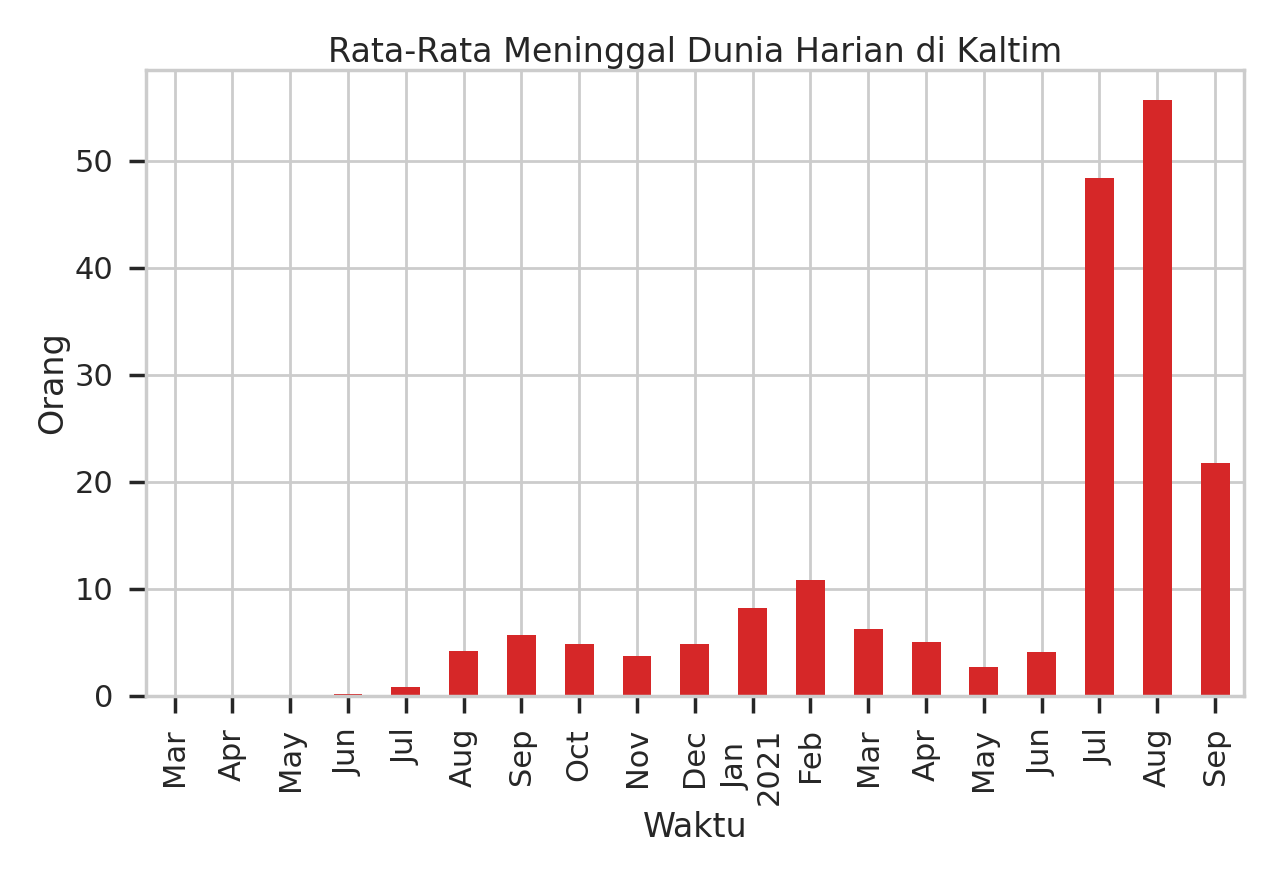 Rata-Rata Meninggal Dunia Harian di Kaltim
Orang
50
40
30
20
10
0
Mar
Apr
May
Jun
Jul
Aug
Sep
Oct
Nov
Dec
Jan
2021
Feb
Mar
Apr
May
Jun
Jul
Aug
Sep
Waktu